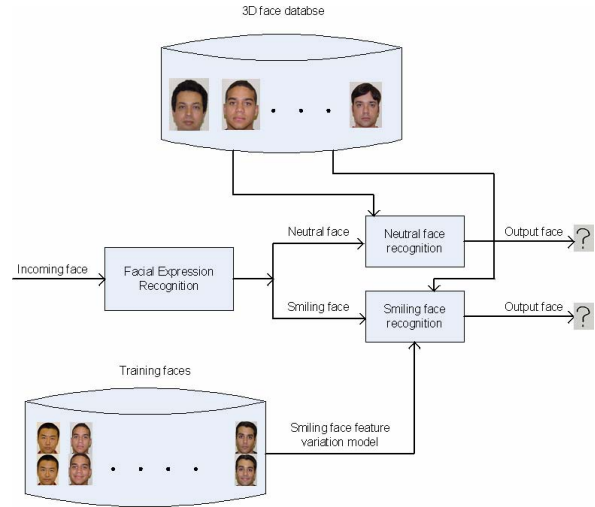 3D face databse
Neutral face
Neutral face
recognition
Output face
?
Incoming face
Facial Expression
Recognition
Smiling face
Smiling face
recognition
Output face
?
Training faces
Smiling face feature
variation model